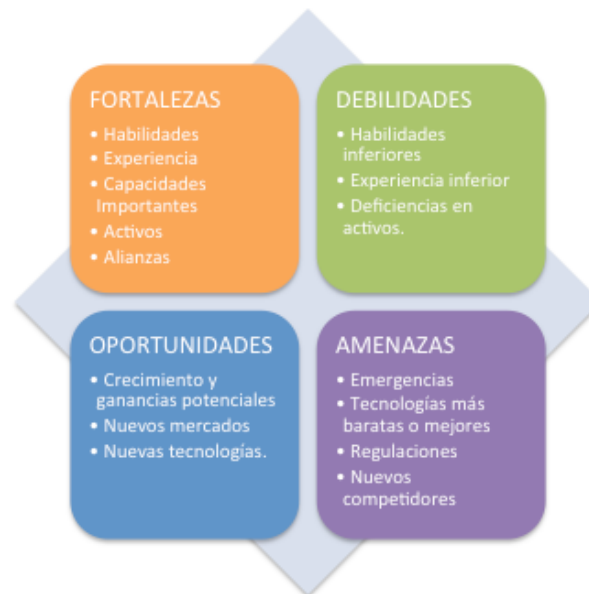 FORTALEZAS
• Habilidades
• Experiencia
• Capacidades
Importantes
• Activos
• Alianzas
DEBILIDADES
• Habilidades
inferiores
• Experiencia inferior
• Deficiencias en
activos.
OPORTUNIDADES
• Crecimiento y
ganancias potenciales
• Nuevos mercados
• Nuevas tecnologías.
AMENAZAS
• Emergencias
• Tecnologías más
baratas o mejores
• Regulaciones
• Nuevos
competidores